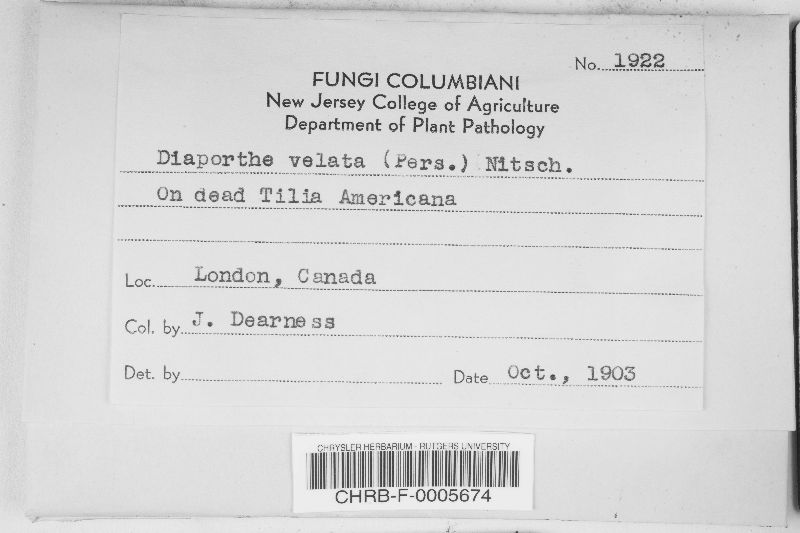 No. 1922
FUNGI COLUMBIANI
New Jersey College of Agriculture
Department of Plant Pathology
Diaporthe velata (Pers.) Nitsch.
On dead Tilia Americana
Loc. London, Canada
Col. by J. Dearness
Det. by
Date Oct., 1903
CHRYSLER HERBARIUM - RUTGERS UNIVERSITY
CHRB-F-0005674